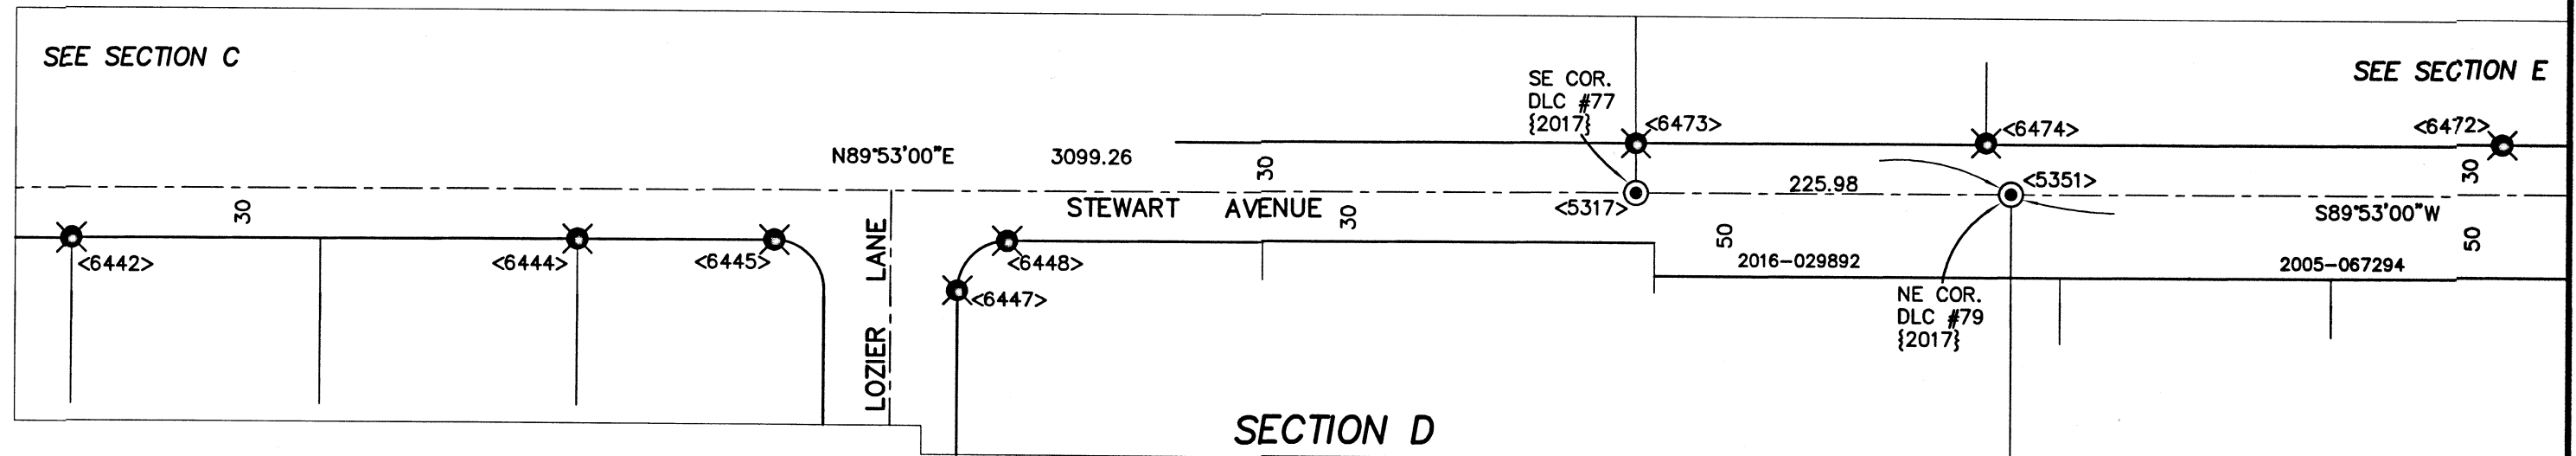 SEE SECTION C
SEE SECTION E
SE COR.
DLC #77
{2017}
<6473>
<6474>
<6472>
N89°53'00"E
3099.26
30
30
225.98
<5351>
<5317>
30
STEWART AVENUE
30
S89°53'00"W
50
50
<6442>
<6444>
<6445>
<6448>
<6447>
LOZIER LANE
2016-029892
2005-067294
NE COR.
DLC #79
{2017}
SECTION D